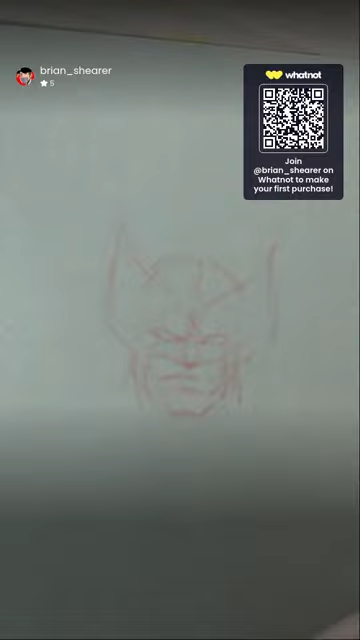 brian_shearer
5
whatnot
Join
@brian_shearer on
Whatnot to make
your first purchase!